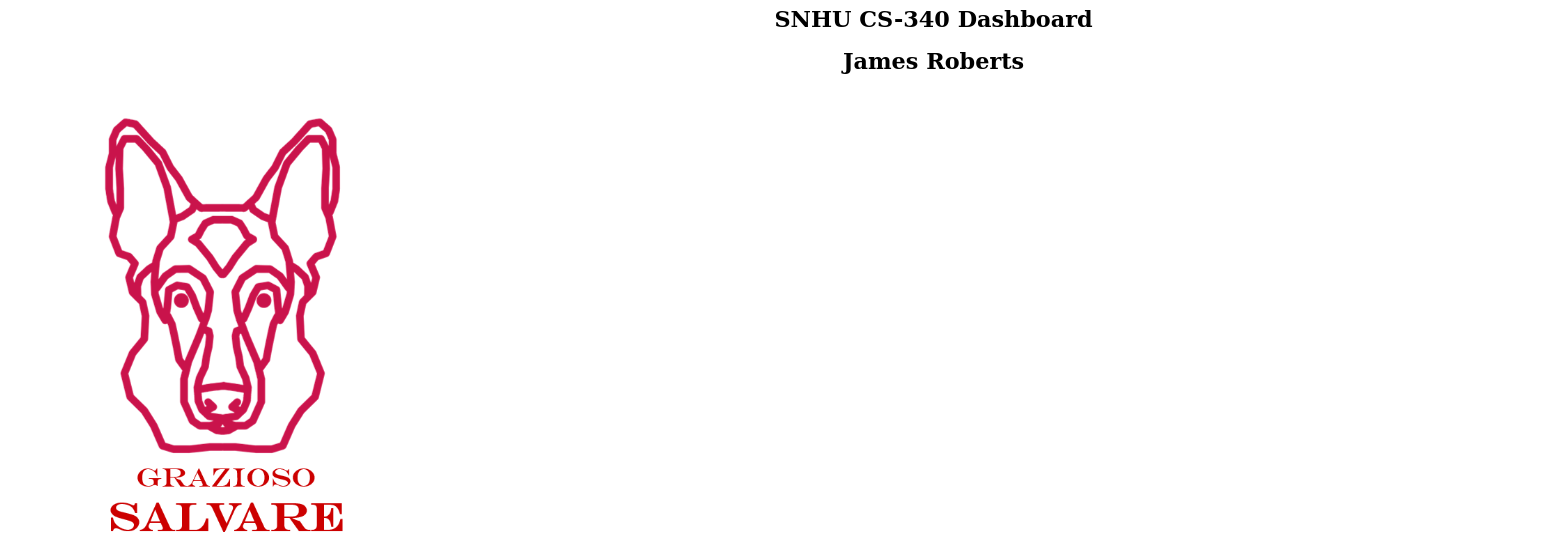 SNHU CS-340 Dashboard
James Roberts
GRAZIOSO
SALVARE